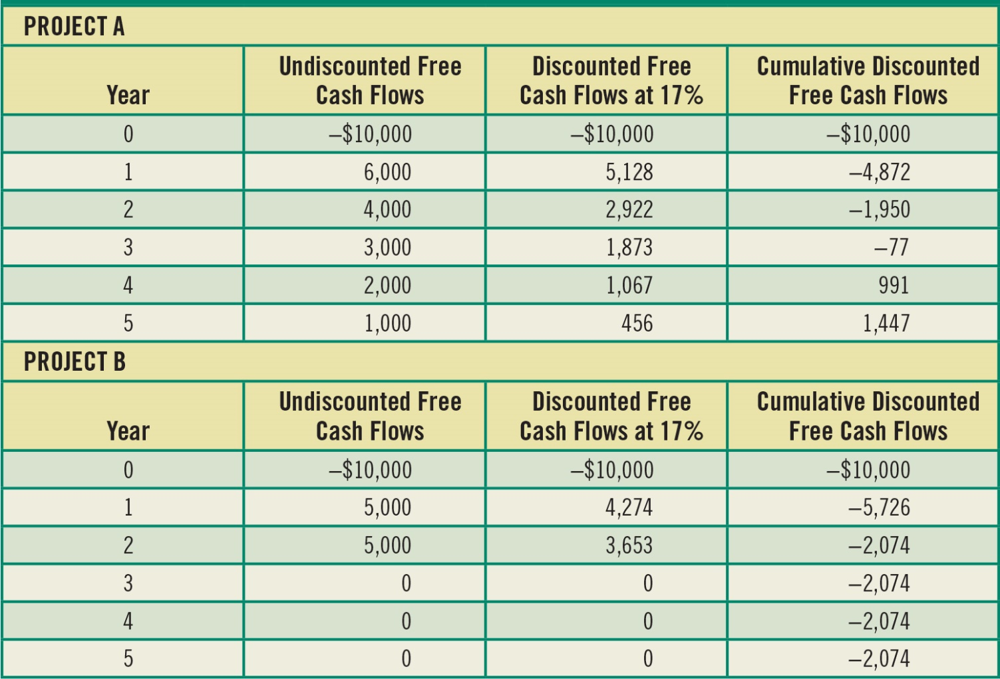 PROJECT A
Year Undiscounted Free Cash Flows Discounted Free Cash Flows at 17% Cumulative Discounted Free Cash Flows
0 –$10,000 –$10,000 –$10,000
1 6,000 5,128 –4,872
2 4,000 2,922 –1,950
3 3,000 1,873 –77
4 2,000 1,067 991
5 1,000 456 1,447
PROJECT B
Year Undiscounted Free Cash Flows Discounted Free Cash Flows at 17% Cumulative Discounted Free Cash Flows
0 –$10,000 –$10,000 –$10,000
1 5,000 4,274 –5,726
2 5,000 3,653 –2,074
3 0 0 –2,074
4 0 0 –2,074
5 0 0 –2,074